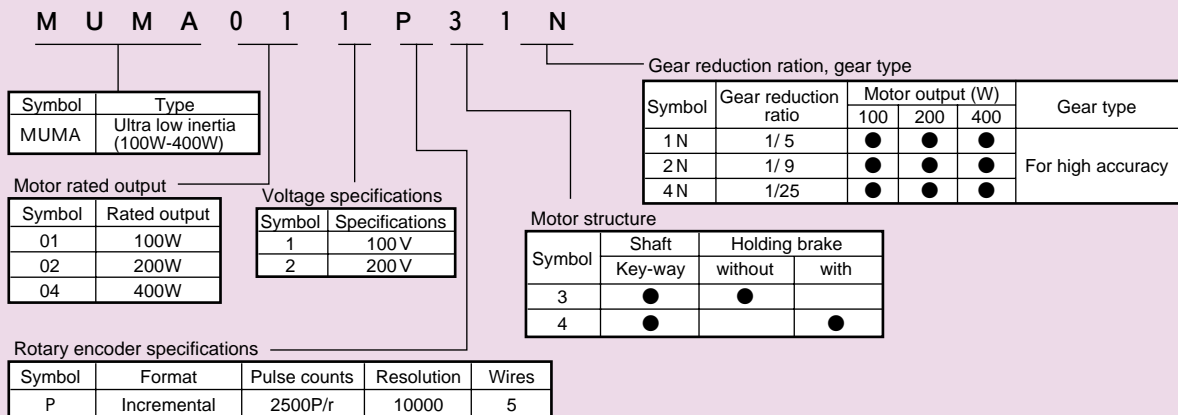 M U M A 0 1 1 P 3 1 N
Gear reduction ration, gear type
Symbol Gear reduction ratio Motor output (W) Gear type
100 200 400
1 N 1/ 5 ● ● ● For high accuracy
2 N 1/ 9 ● ● ●
4 N 1/25 ● ● ●
Symbol Type
MUMA Ultra low inertia
(100W-400W)
Motor rated output
Symbol Rated output
01 100W
02 200W
04 400W
Voltage specifications
Symbol Specifications
1 100 V
2 200 V
Motor structure
Symbol Shaft Holding brake
Key-way without with
3 ● ●
4 ● ●
Rotary encoder specifications
Symbol Format Pulse counts Resolution Wires
P Incremental 2500P/r 10000 5